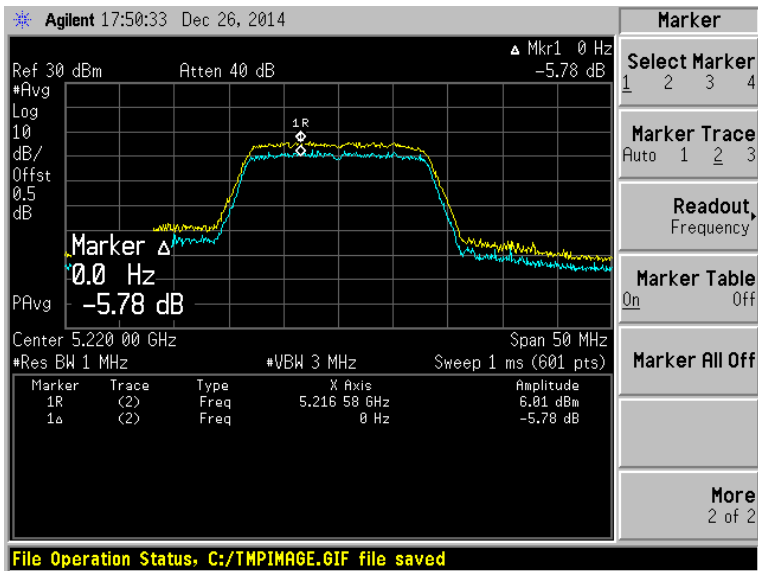 Agilent 17:50:33 Dec 26, 2014
Δ Mkr1 0 Hz
Ref 30 dBm Atten 40 dB -5.78 dB
#Avg
Log
10
dB/
Offst
0.5
dB
1R
Marker Δ
0.0 Hz
PAvg -5.78 dB
Center 5.220 00 GHz Span 50 MHz
#Res BW 1 MHz #VBW 3 MHz Sweep 1 ms (601 pts)
Marker Trace Type X Axis Amplitude
1R (2) Freq 5.216 58 GHz 6.01 dBm
1Δ (2) Freq 0 Hz -5.78 dB
File Operation Status, C:/TMPIMAGE.GIF file saved
Marker
Select Marker
1 2 3 4
Marker Trace
Auto 1 2 3
Readout
Frequency
Marker Table
On Off
Marker All Off
More
2 of 2